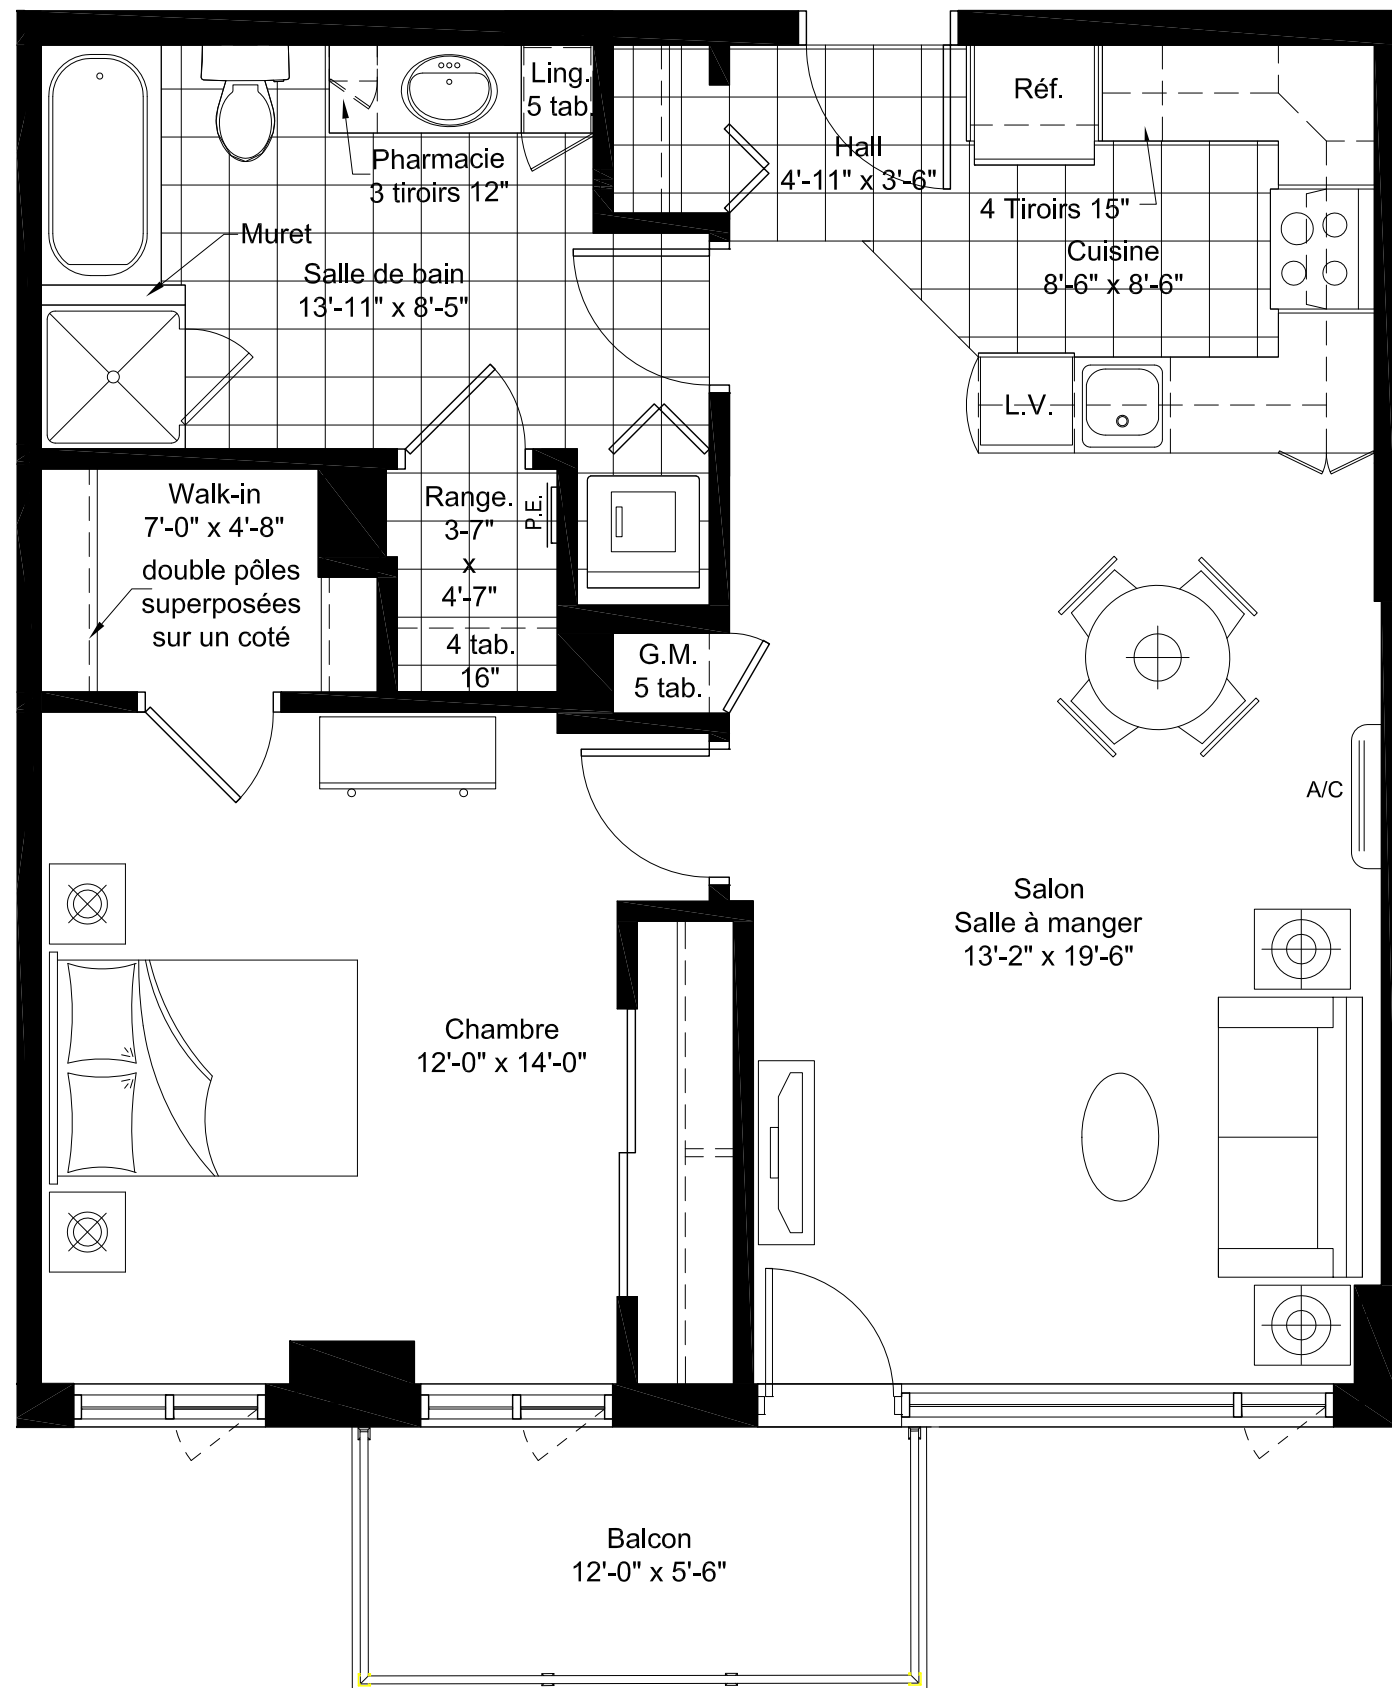 Ling.
5 tab.
Réf.
Pharmacie
3 tiroirs 12"
Hall
4'-11" x 3'-6"
4 Tiroirs 15"
Muret
Cuisine
8'-6" x 8'-6"
Salle de bain
13'-11" x 8'-5"
L.V.
Walk-in
7'-0" x 4'-8"
double pôles
superposées
sur un coté
Range.
3-7"
x
4'-7"
P.E.
4 tab.
16"
G.M.
5 tab.
A/C
Salon
Salle à manger
13'-2" x 19'-6"
Chambre
12'-0" x 14'-0"
Balcon
12'-0" x 5'-6"